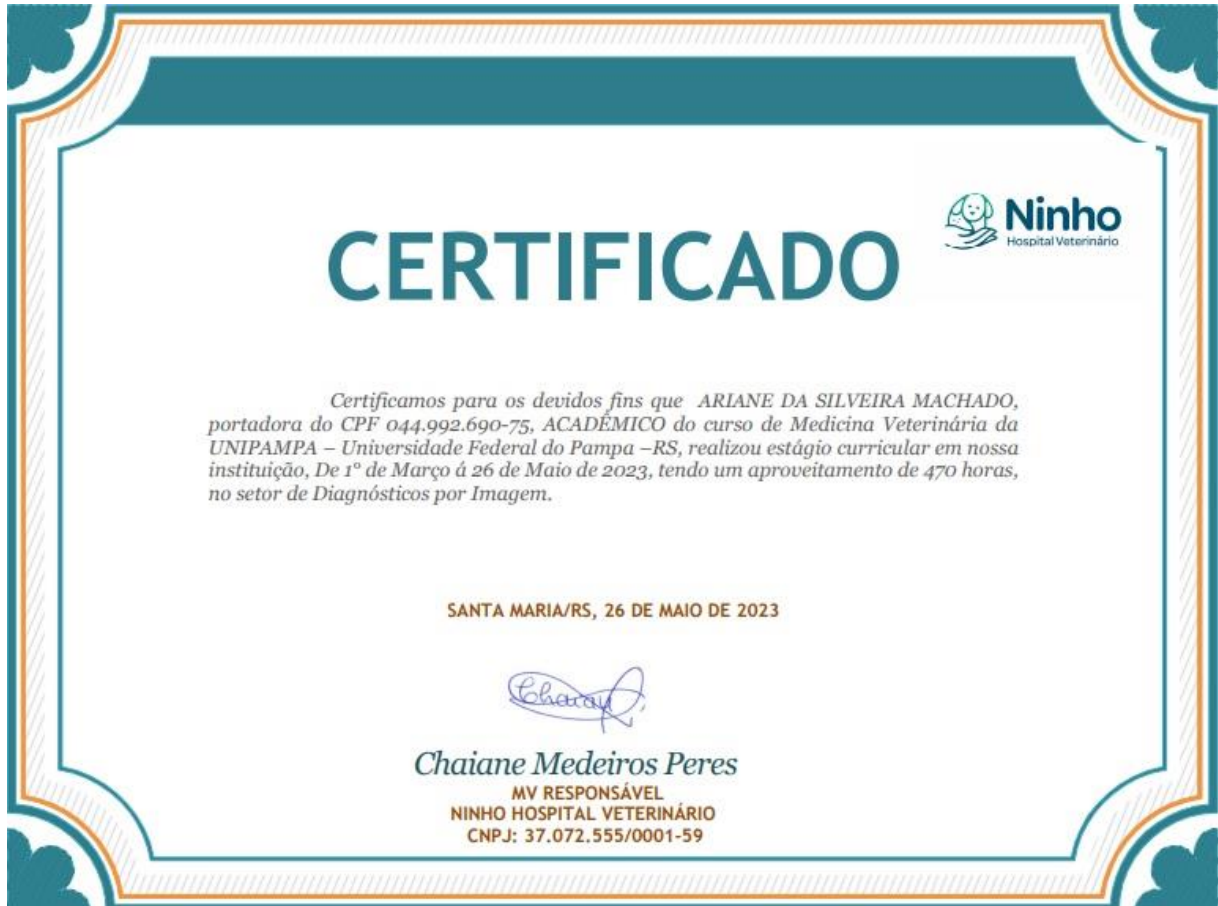 Ninho
Hospital Veterinário
CERTIFICADO
Certificamos para os devidos fins que ARIANE DA SILVEIRA MACHADO,
portadora do CPF 044.992.690-75, ACADÊMICO do curso de Medicina Veterinária da
UNIPAMPA – Universidade Federal do Pampa –RS, realizou estágio curricular em nossa
instituição, De 1º de Março á 26 de Maio de 2023, tendo um aproveitamento de 470 horas,
no setor de Diagnósticos por Imagem.
SANTA MARIA/RS, 26 DE MAIO DE 2023
Chaiane Medeiros Peres
MV RESPONSÁVEL
NINHO HOSPITAL VETERINÁRIO
CNPJ: 37.072.555/0001-59